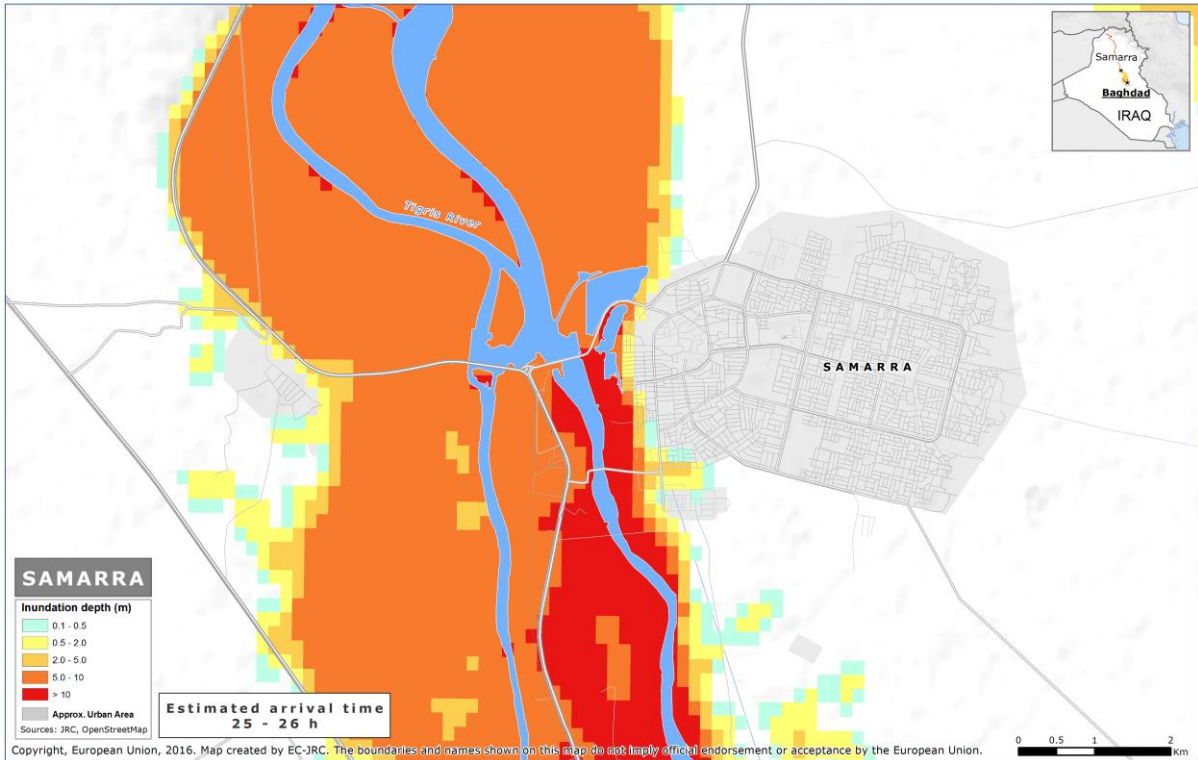 Samarra
Baghdad
IRAQ
Tigris River
SAMARRA
SAMARRA
Inundation depth (m)
0.1 - 0.5
0.5 - 2.0
2.0 - 5.0
5.0 - 10
> 10
Approx. Urban Area
Sources: JRC, OpenStreetMap
Estimated arrival time
25 - 26 h
Copyright, European Union, 2016. Map created by EC-JRC. The boundaries and names shown on this map do not imply official endorsement or acceptance by the European Union.
0 0.5 1 2
Km